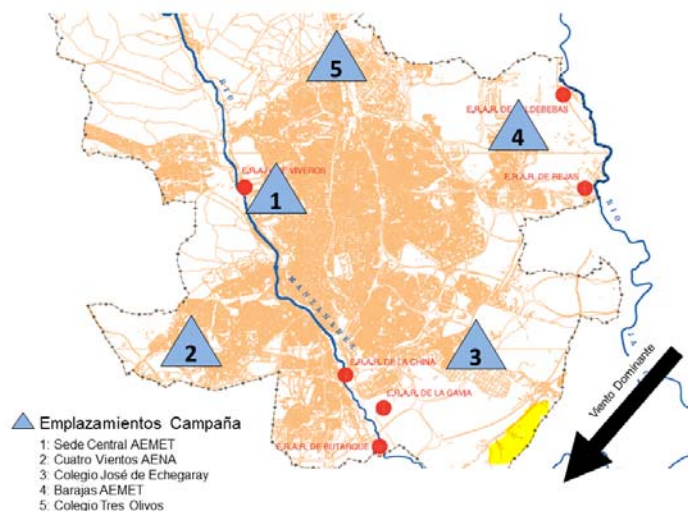 5
RIO
E.R.A.R. DE VALDEBEBAS
4
E.R.A.R. DE VIVEROS
1
E.R.A.R. DE REJAS
RIO
MANZANARES
2
3
E.R.A.R. DE LA CHINA
E.R.A.R. DE LA GAVIA
E.R.A.R. DE BUTARQUE
Viento Dominante
Emplazamientos Campaña
1: Sede Central AEMET
2: Cuatro Vientos AENA
3: Colegio José de Echegaray
4: Barajas AEMET
5: Colegio Tres Olivos